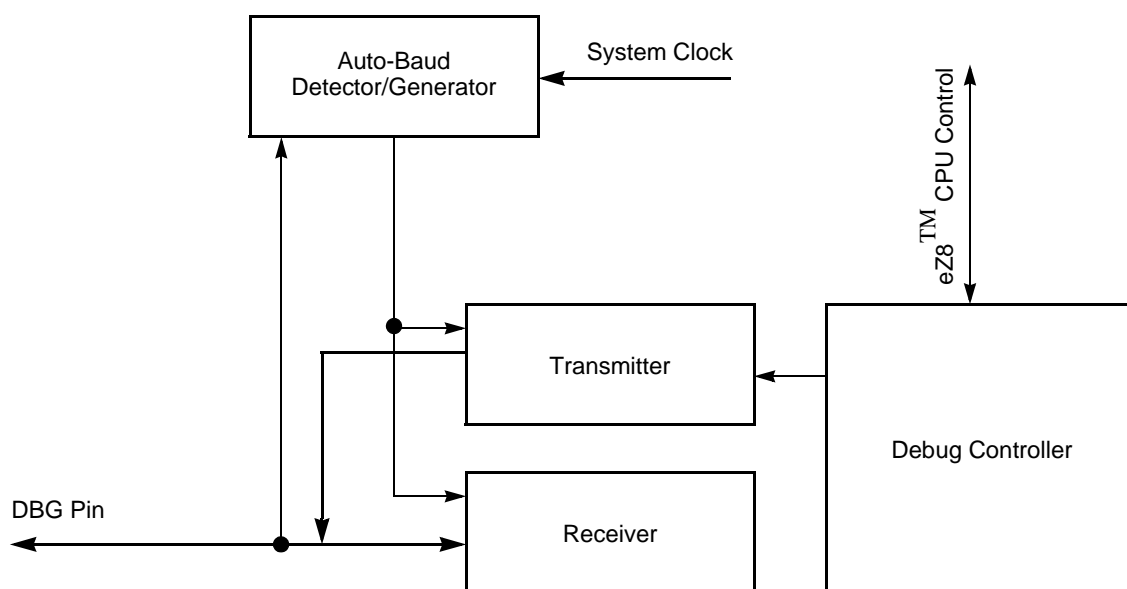 Auto-Baud
Detector/Generator
System Clock
eZ8™ CPU Control
Transmitter
Debug Controller
DBG Pin
Receiver